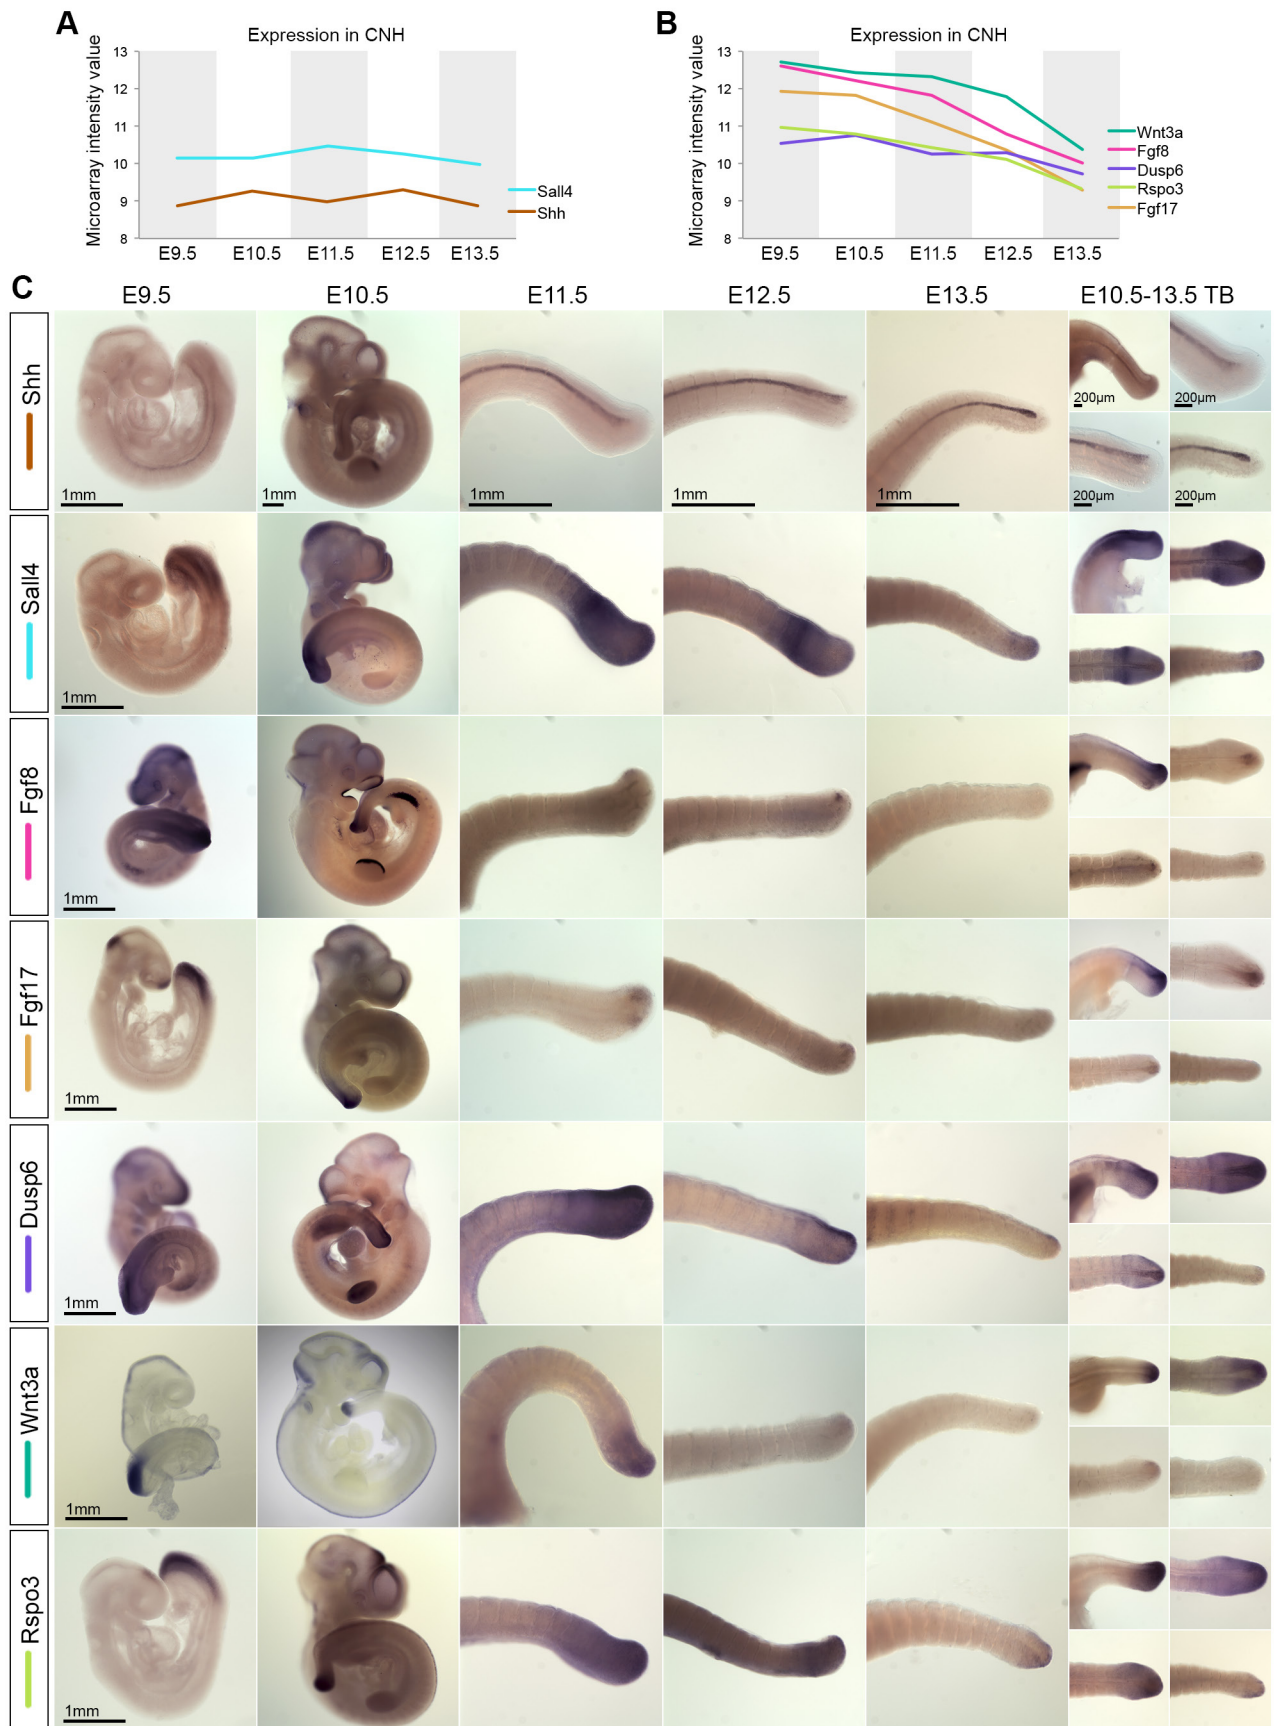 A
Expression in CNH
Microarray intensity value
13
12
11
10
9
8
E9.5 E10.5 E11.5 E12.5 E13.5
Sall4
Shh
B
Expression in CNH
Microarray intensity value
13
12
11
10
9
8
E9.5 E10.5 E11.5 E12.5 E13.5
Wnt3a
Fgf8
Dusp6
Rspo3
Fgf17
C
E9.5 E10.5 E11.5 E12.5 E13.5 E10.5-13.5 TB
Shh
1mm 1mm 1mm 1mm 1mm
200µm 200µm
200µm 200µm
Sall4
1mm
Fgf8
1mm
Fgf17
1mm
Dusp6
1mm
Wnt3a
1mm
Rspo3
1mm